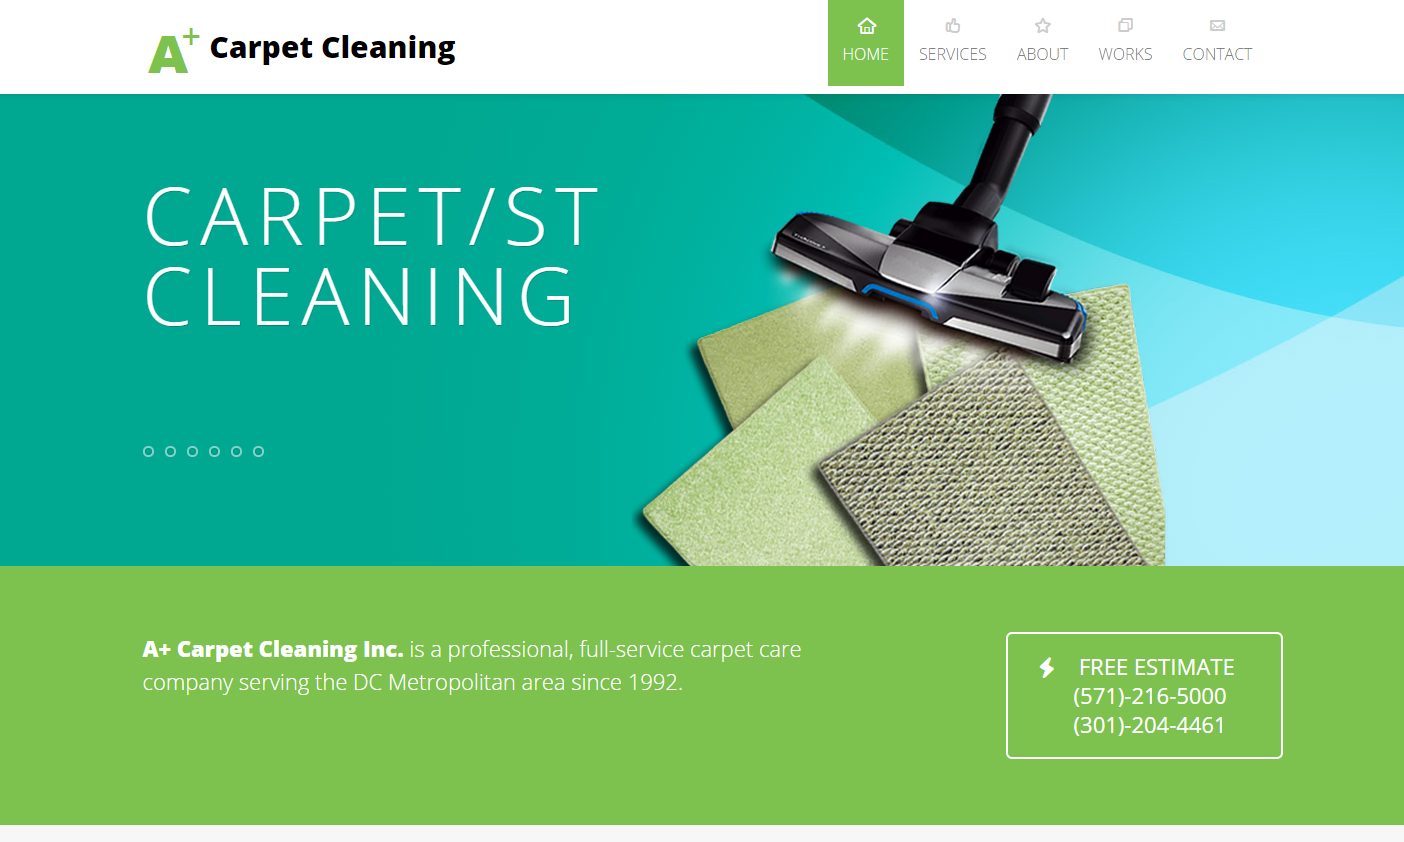 A+ Carpet Cleaning
HOME
SERVICES
ABOUT
WORKS
CONTACT
CARPET/ST
CLEANING
A+ Carpet Cleaning Inc. is a professional, full-service carpet care
company serving the DC Metropolitan area since 1992.
FREE ESTIMATE
(571)-216-5000
(301)-204-4461